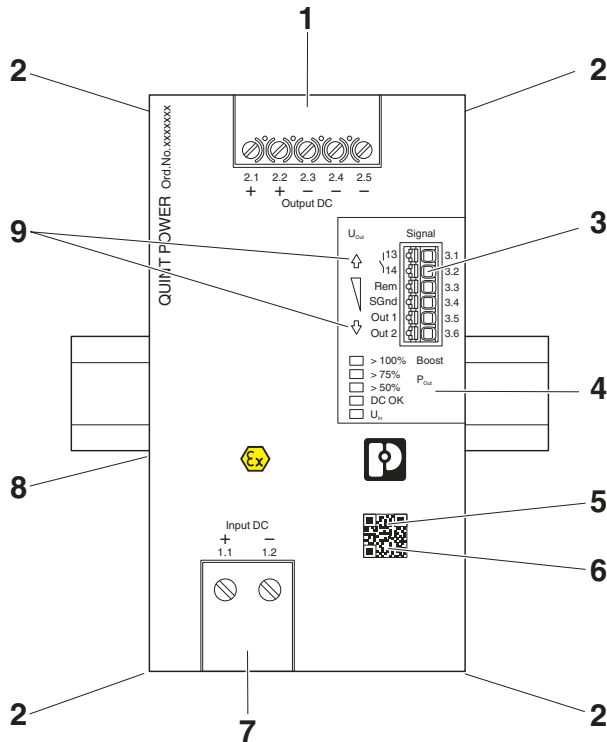 1
2
2
QUINT POWER Ord.No.xxxxxxx
2.1 2.2 2.3 2.4 2.5
+ + – – –
Output DC
9
U Out
Signal
3
13 3.1
14 3.2
Rem 3.3
SGnd 3.4
Out 1 3.5
Out 2 3.6
> 100% Boost
> 75%
P Out
> 50%
DC OK
U In
4
Ex
8
5
6
Input DC
+ –
1.1 1.2
2
7
2